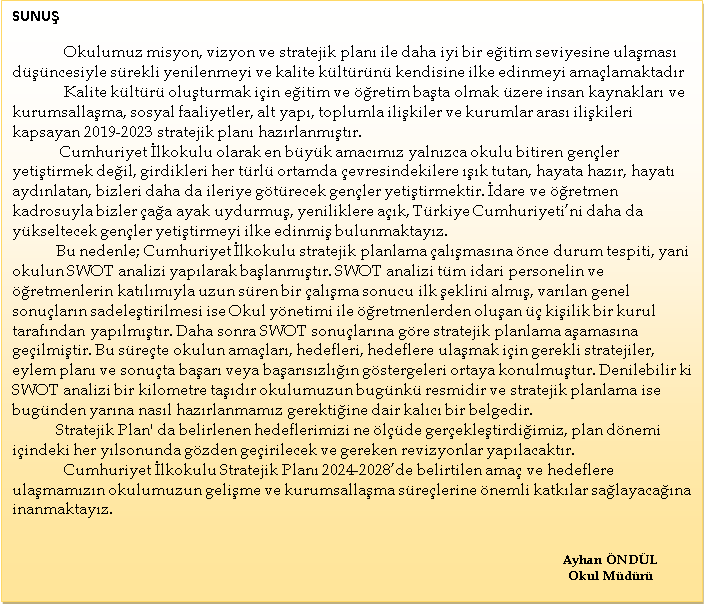 SUNUŞ
Okulumuz misyon, vizyon ve stratejik planı ile daha iyi bir eğitim seviyesine ulaşması
düşüncesiyle sürekli yenilenmeyi ve kalite kültürünü kendisine ilke edinmeyi amaçlamaktadır
Kalite kültürü oluşturmak için eğitim ve öğretim başta olmak üzere insan kaynakları ve
kurumsallaşma, sosyal faaliyetler, alt yapı, toplumla ilişkiler ve kurumlar arası ilişkileri
kapsayan 2019-2023 stratejik planı hazırlanmıştır.
Cumhuriyet İlkokulu olarak en büyük amacımız yalnızca okulu bitiren gençler
yetiştirmek değil, girdikleri her türlü ortamda çevresindekilere ışık tutan, hayata hazır, hayatı
aydınlatan, bizleri daha da ileriye götürecek gençler yetiştirmektir. İdare ve öğretmen
kadrosuyla bizler çağa ayak uydurmuş, yeniliklere açık, Türkiye Cumhuriyeti’ni daha da
yükseltecek gençler yetiştirmeyi ilke edinmiş bulunmaktayız.
Bu nedenle; Cumhuriyet İlkokulu stratejik planlama çalışmasına önce durum tespiti, yani
okulun SWOT analizi yapılarak başlanmıştır. SWOT analizi tüm idari personelin ve
öğretmenlerin katılımıyla uzun süren bir çalışma sonucu ilk şeklini almış, varılan genel
sonuçların sadeleştirilmesi ise Okul yönetimi ile öğretmenlerden oluşan üç kişilik bir kurul
tarafından yapılmıştır. Daha sonra SWOT sonuçlarına göre stratejik planlama aşamasına
geçilmiştir. Bu süreçte okulun amaçları, hedefleri, hedeflere ulaşmak için gerekli stratejiler,
eylem planı ve sonuçta başarı veya başarısızlığın göstergeleri ortaya konulmuştur. Denilebilir ki
SWOT analizi bir kilometre taşıdır okulumuzun bugünkü resmidir ve stratejik planlama ise
bugünden yarına nasıl hazırlanmamız gerektiğine dair kalıcı bir belgedir.
Stratejik Plan' da belirlenen hedeflerimizi ne ölçüde gerçekleştirdiğimiz, plan dönemi
içindeki her yılsonunda gözden geçirilecek ve gereken revizyonlar yapılacaktır.
Cumhuriyet İlkokulu Stratejik Planı 2024-2028’de belirtilen amaç ve hedeflere
ulaşmamızın okulumuzun gelişme ve kurumsallaşma süreçlerine önemli katkılar sağlayacağına
inanmaktayız.
Ayhan ÖNDÜL
Okul Müdürü